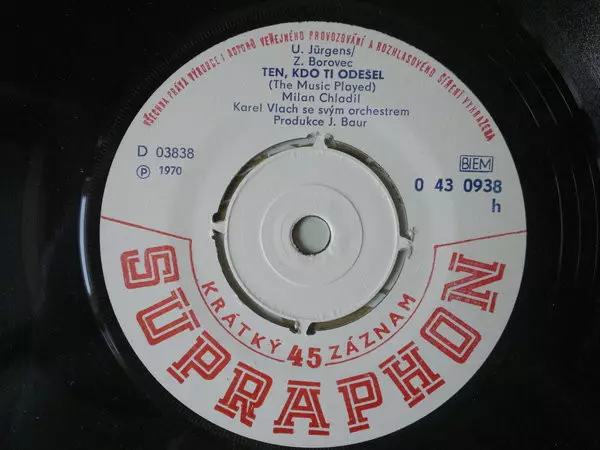 VŠECHNA PRÁVA VÝROBCE I AUTORO VEŘEJNÉHO PROVOZOVÁNÍ A ROZHLASOVÉHO ŠÍŘENÍ VYHRAZENA
U. Jürgens/
Z. Borovec
TEN, KDO TI ODEŠEL
(The Music Played)
Milan Chladil
Karel Vlach se svým orchestrem
Produkce J. Baur
D 03838
Ⓟ 1970
BIEM
0 43 0938
h
KRÁTKÝ 45 ZÁZNAM
SUPRAPHON